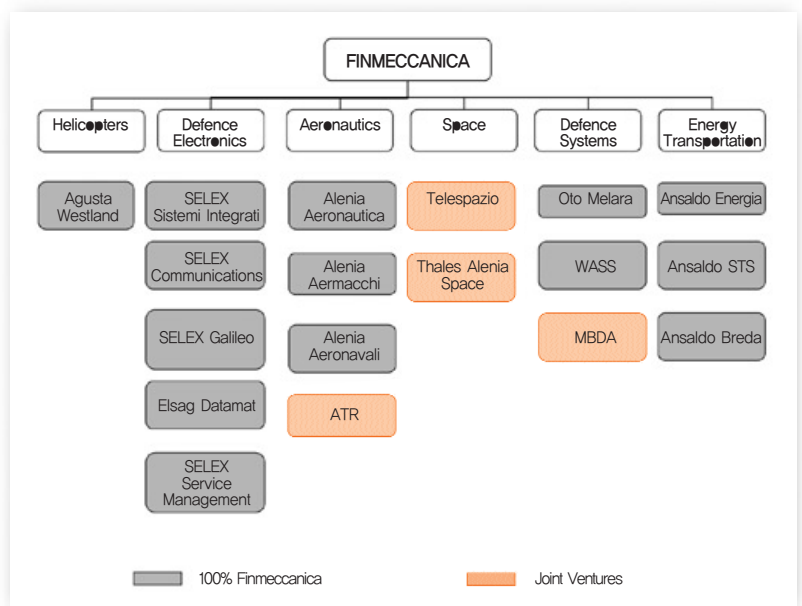 FINMECCANICA
Helicopters
Defence
Electronics
Aeronautics
Space
Defence
Systems
Energy
Transportation
Agusta
Westland
SELEX
Sistemi Integrati
SELEX
Communications
SELEX Galileo
Elsag Datamat
SELEX
Service
Management
Alenia
Aeronautica
Alenia
Aermacchi
Alenia
Aeronavali
ATR
Telespazio
Thales Alenia
Space
Oto Melara
WASS
MBDA
Ansaldo Energia
Ansaldo STS
Ansaldo Breda
100% Finmeccanica
Joint Ventures